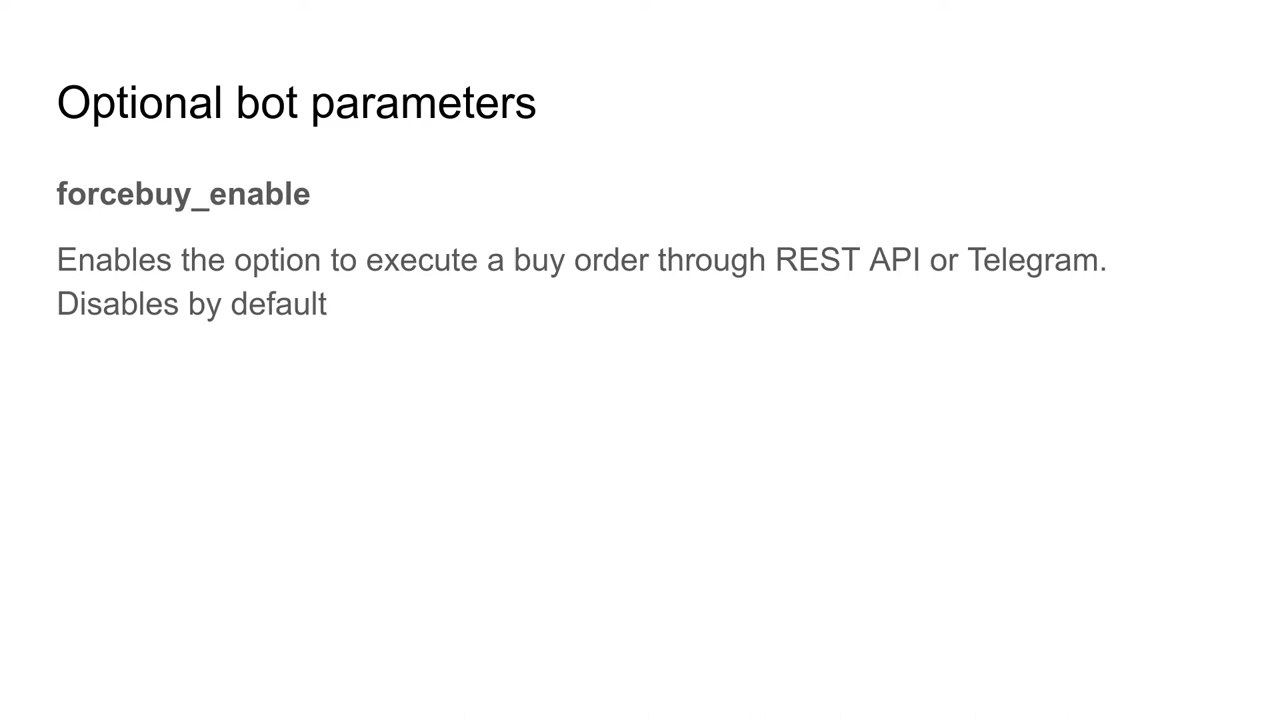 Optional bot parameters
forcebuy_enable
Enables the option to execute a buy order through REST API or Telegram.
Disables by default